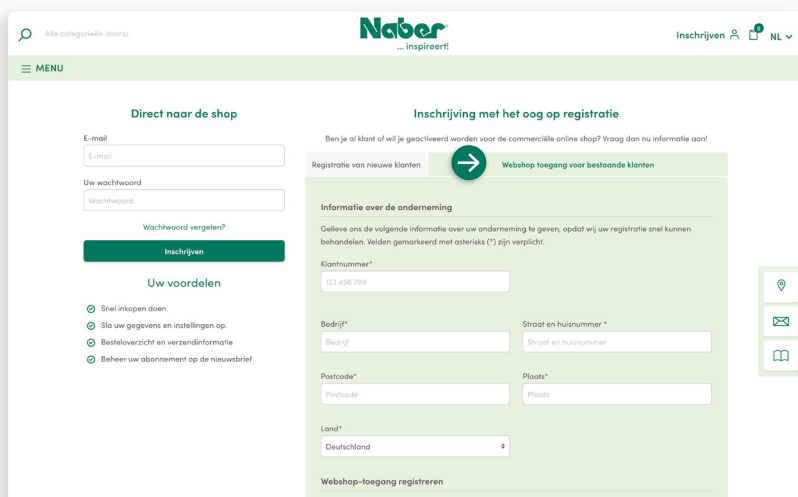 Alle categorieën doorzo
Naber
... inspireert!
Inschrijven
0
NL
MENU
Direct naar de shop
E-mail
E-mail
Uw wachtwoord
Wachtwoord
Wachtwoord vergeten?
Inschrijven
Uw voordelen
Snel inkopen doen
Sla uw gegevens en instellingen op.
Besteloverzicht en verzendinformatie
Beheer uw abonnement op de nieuwsbrief
Inschrijving met het oog op registratie
Ben je al klant of wil je geactiveerd worden voor de commerciële online shop? Vraag dan nu informatie aan!
Registratie van nieuwe klanten
Webshop toegang voor bestaande klanten
Informatie over de onderneming
Gelieve ons de volgende informatie over uw onderneming te geven, opdat wij uw registratie snel kunnen
behandelen. Velden gemarkeerd met asterisks (*) zijn verplicht.
Klantnummer*
123 456 789
Bedrijf*
Straat en huisnummer *
Bedrijf
Straat en huisnummer
Postcode*
Plaats*
Postcode
Plaats
Land*
Deutschland
Webshop-toegang registreren